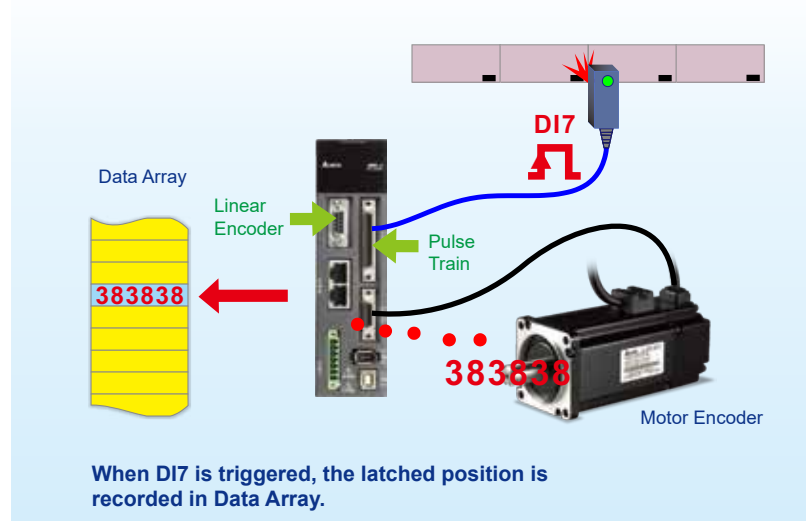 DI7
Data Array
Linear
Encoder
Pulse
Train
383838
383838
Motor Encoder
When DI7 is triggered, the latched position is
recorded in Data Array.